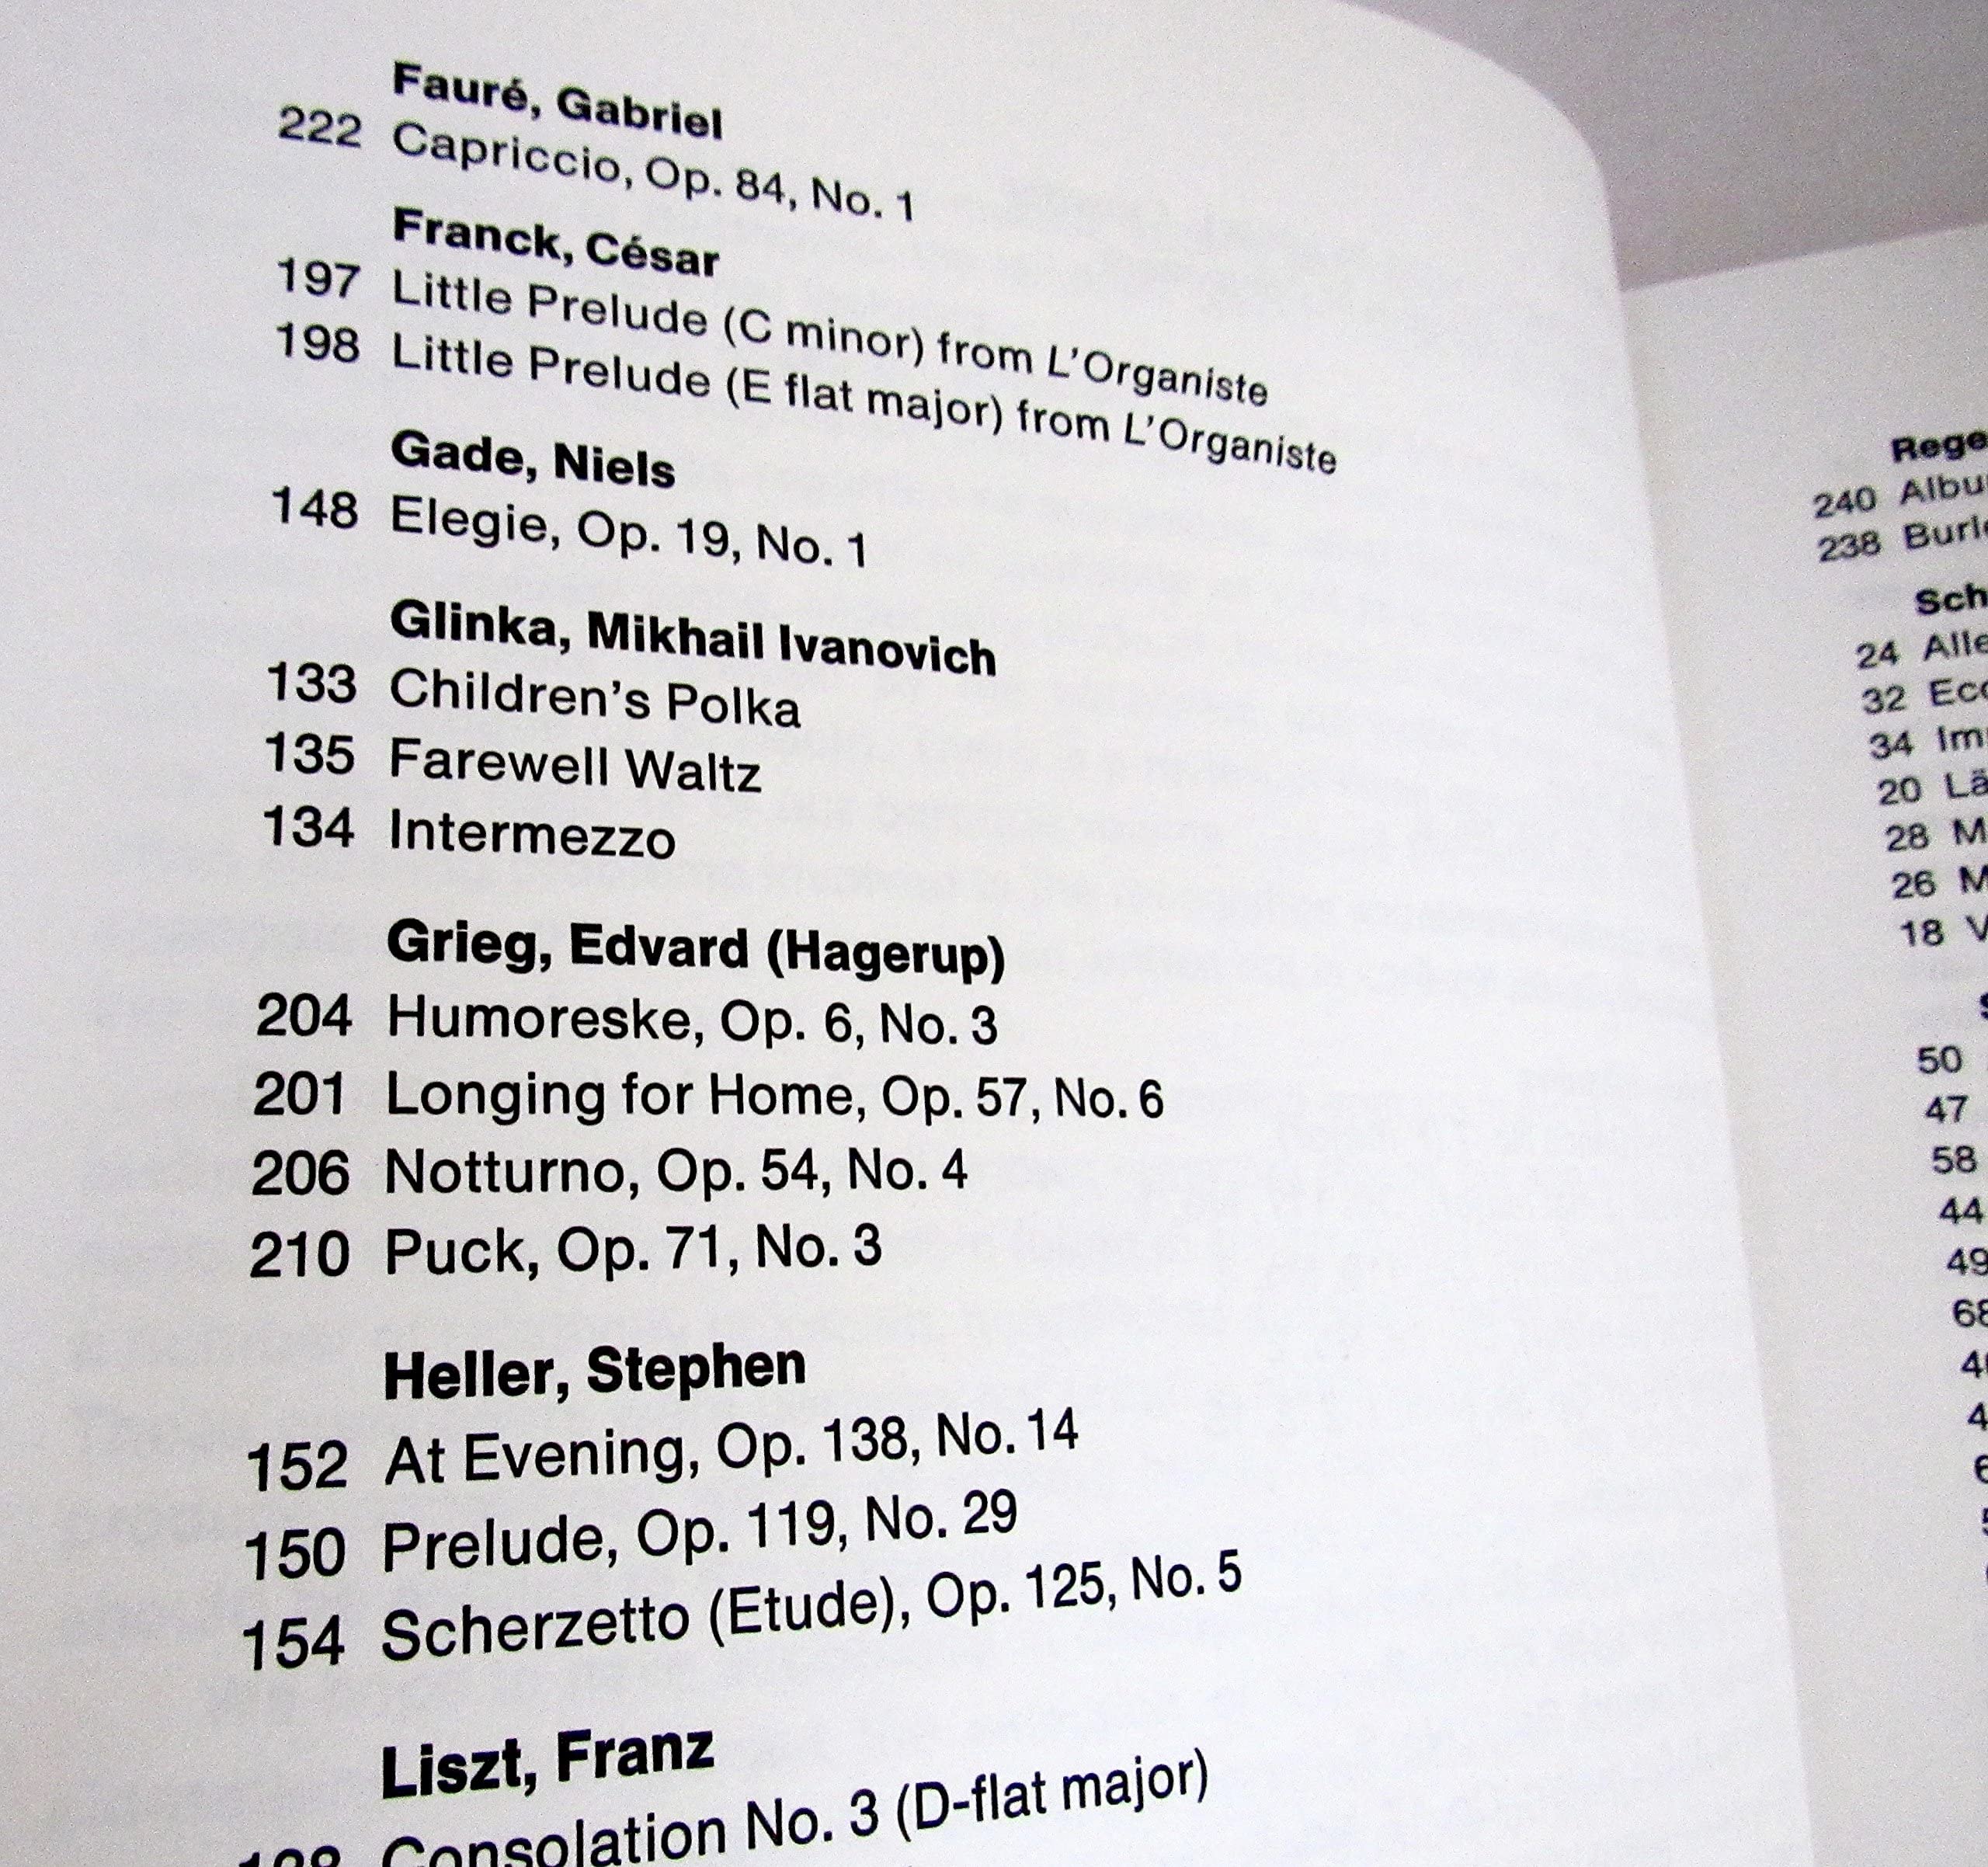 Fauré, Gabriel
222 Capriccio, Op. 84, No. 1
Franck, César
197 Little Prelude (C minor) from L'Organiste
198 Little Prelude (E flat major) from L'Organiste
Gade, Niels
148 Elegie, Op. 19, No. 1
Glinka, Mikhail Ivanovich
133 Children's Polka
135 Farewell Waltz
134 Intermezzo
Grieg, Edvard (Hagerup)
204 Humoreske, Op. 6, No. 3
201 Longing for Home, Op. 57, No. 6
206 Notturno, Op. 54, No. 4
210 Puck, Op. 71, No. 3
Heller, Stephen
152 At Evening, Op. 138, No. 14
150 Prelude, Op. 119, No. 29
154 Scherzetto (Etude), Op. 125, No. 5
Liszt, Franz
Consolation No. 3 (D-flat major)
240
238
24
32
34
20
28
26
18
50
47
58
44
49